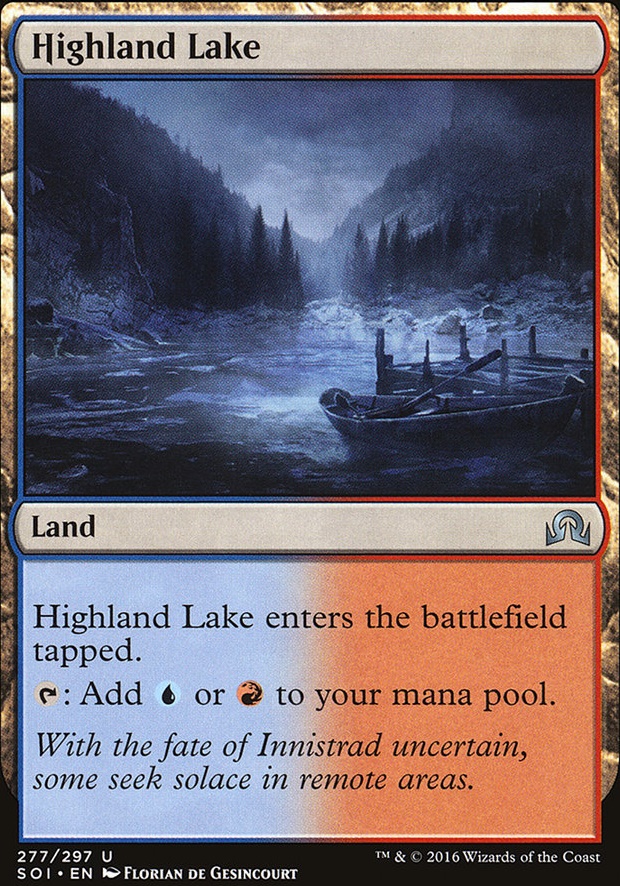 Highland Lake
Land
Highland Lake enters the battlefield
tapped.
: Add or to your mana pool.
With the fate of Innistrad uncertain,
some seek solace in remote areas.
277/297 U
SOI • EN FLORIAN DE GESINCOURT
™ & © 2016 Wizards of the Coast